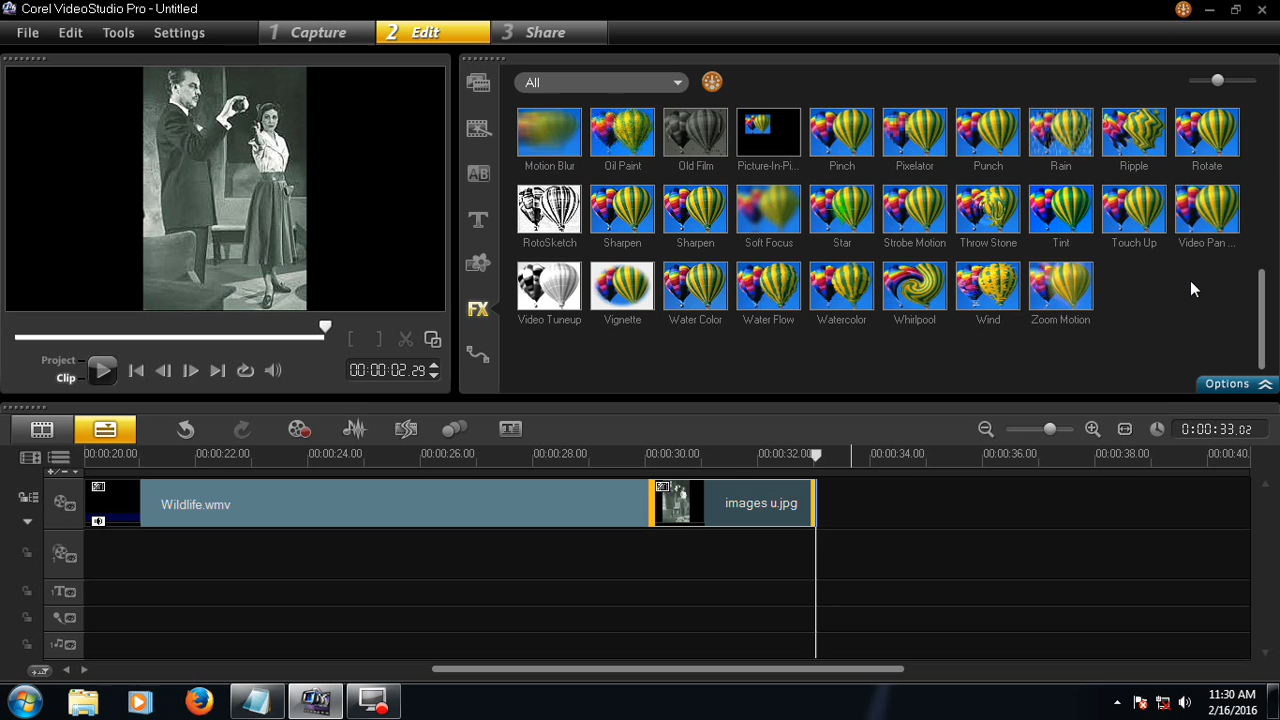 Corel VideoStudio Pro - Untitled
File Edit Tools Settings
1 Capture 2 Edit 3 Share
All
Motion Blur Oil Paint Old Film Picture-In-Pi... Pinch Pixelator Punch Rain Ripple Rotate
AB
RotoSketch Sharpen Sharpen Soft Focus Star Strobe Motion Throw Stone Tint Touch Up Video Pan ...
T
Video Tuneup Vignette Water Color Water Flow Watercolor Whirlpool Wind Zoom Motion
FX
Project
Clip
00:00:02.29
Options
0:00:33.02
00:00:20.00 00:00:22.00 00:00:24.00 00:00:26.00 00:00:28.00 00:00:30.00 00:00:32.00 00:00:34.00 00:00:36.00 00:00:38.00 00:00:40.
Wildlife.wmv images u.jpg
1T
11:30 AM
2/16/2016